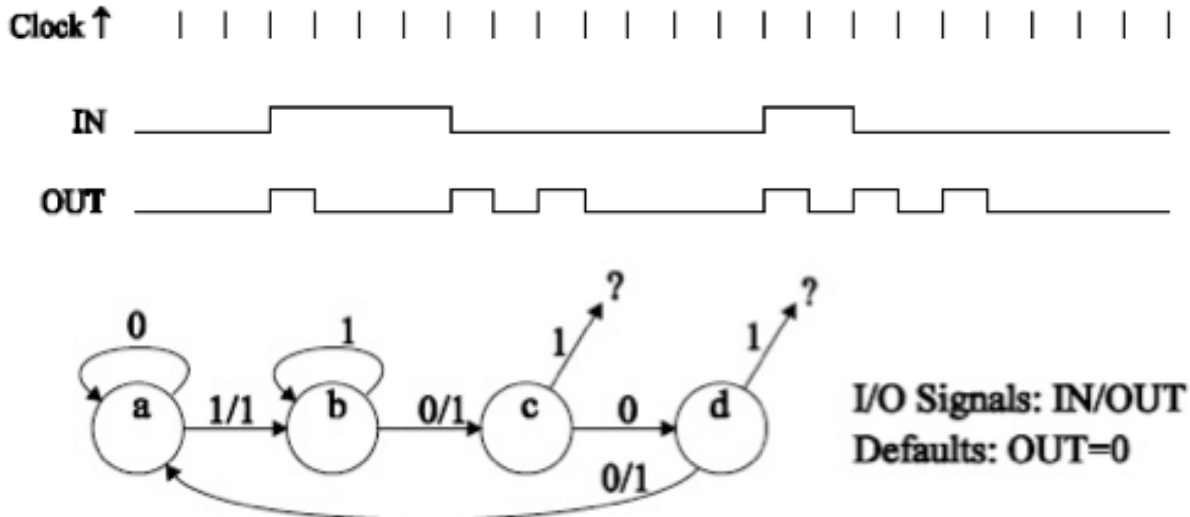 Clock ↑
IN
OUT
? ?
0 1 1 1
a 1/1 b 0/1 c 0 d
0/1
I/O Signals: IN/OUT
Defaults: OUT=0